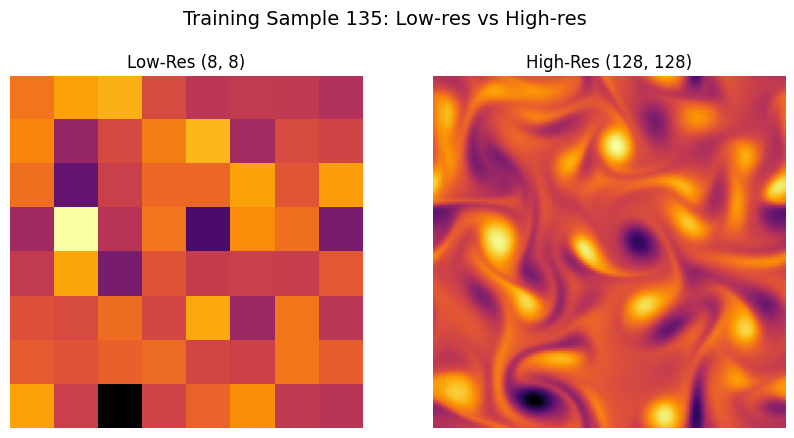 Training Sample 135: Low-res vs High-res
Low-Res (8, 8)
High-Res (128, 128)